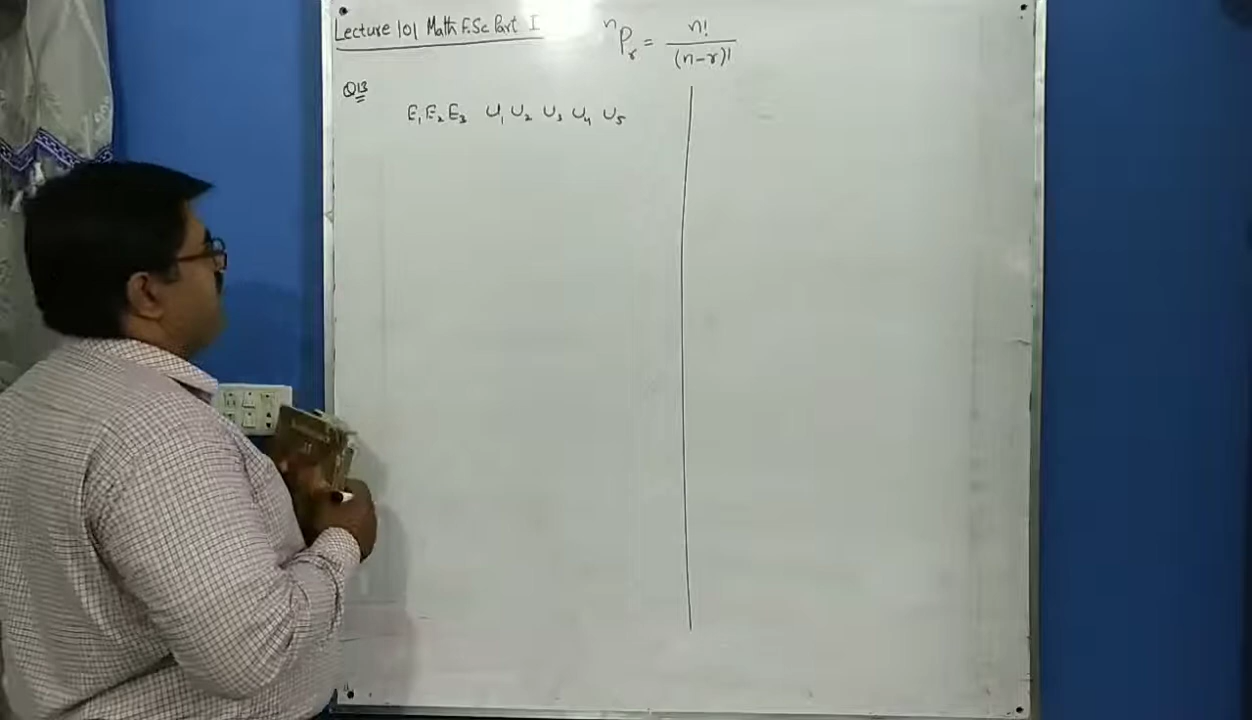 Lecture 101 Math F.Sc Part I
ⁿPᵣ = n! / (n-r)!
Q13
E₁ E₂ E₃ U₁ U₂ U₃ U₄ U₅